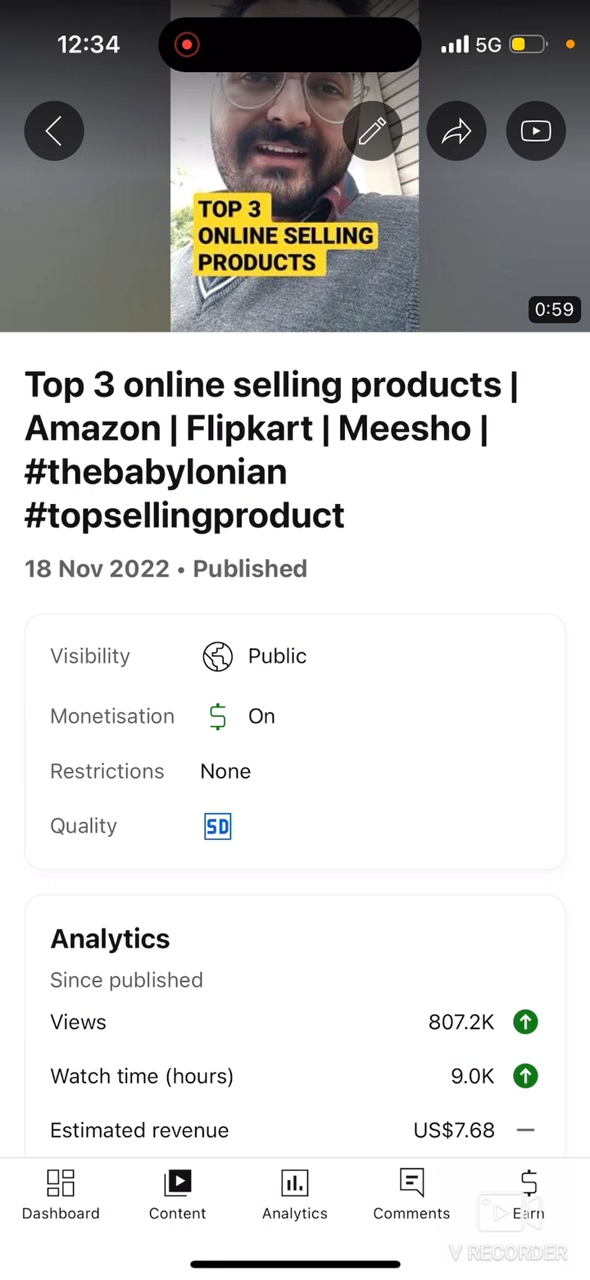 12:34
5G
TOP 3
ONLINE SELLING
PRODUCTS
0:59
Top 3 online selling products |
Amazon | Flipkart | Meesho |
#thebabylonian
#topsellingproduct
18 Nov 2022 • Published
Visibility Public
Monetisation On
Restrictions None
Quality SD
Analytics
Since published
Views 807.2K
Watch time (hours) 9.0K
Estimated revenue US$7.68
Dashboard Content Analytics Comments Earn
V RECORDER